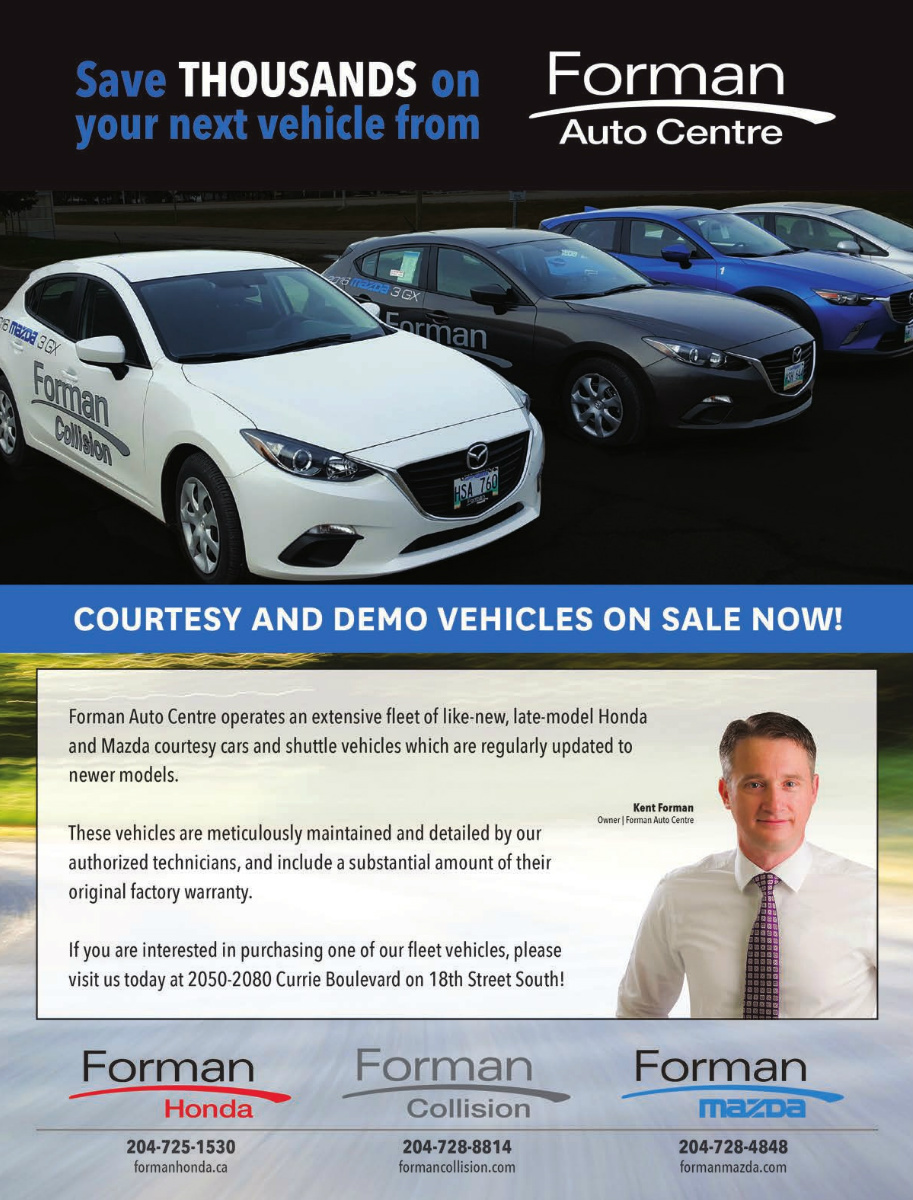 Save THOUSANDS on
your next vehicle from
Forman
Auto Centre
mazda 3 GX
Forman
Collision
mazda 3 GX
Forman
HSA 760
COURTESY AND DEMO VEHICLES ON SALE NOW!
Forman Auto Centre operates an extensive fleet of like-new, late-model Honda
and Mazda courtesy cars and shuttle vehicles which are regularly updated to
newer models.
Kent Forman
Owner | Forman Auto Centre
These vehicles are meticulously maintained and detailed by our
authorized technicians, and include a substantial amount of their
original factory warranty.
If you are interested in purchasing one of our fleet vehicles, please
visit us today at 2050-2080 Currie Boulevard on 18th Street South!
Forman
Honda
204-725-1530
formanhonda.ca
Forman
Collision
204-728-8814
formancollision.com
Forman
mazda
204-728-4848
formanmazda.com